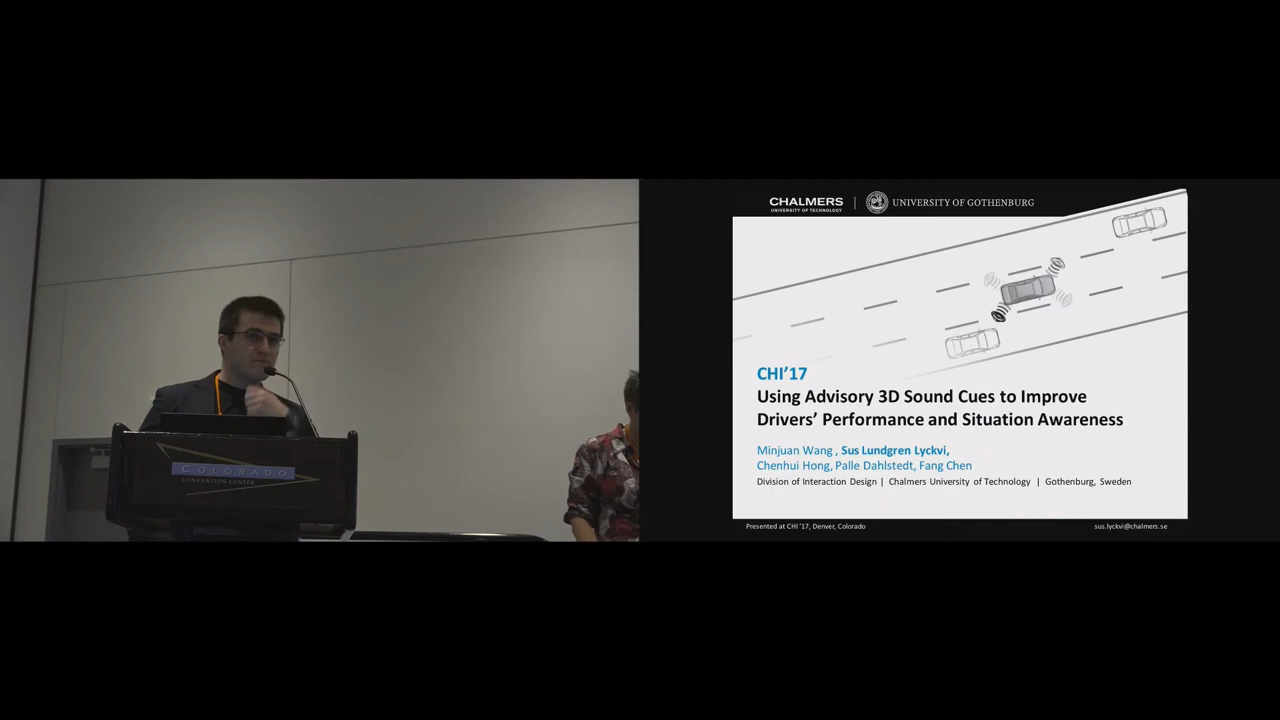 COLORADO
CONVENTION CENTER
CHALMERS
UNIVERSITY OF TECHNOLOGY
UNIVERSITY OF GOTHENBURG
CHI’17
Using Advisory 3D Sound Cues to Improve
Drivers’ Performance and Situation Awareness
Minjuan Wang , Sus Lundgren Lyckvi,
Chenhui Hong, Palle Dahlstedt, Fang Chen
Division of Interaction Design | Chalmers University of Technology | Gothenburg, Sweden
Presented at CHI ’17, Denver, Colorado
sus.lyckvi@chalmers.se